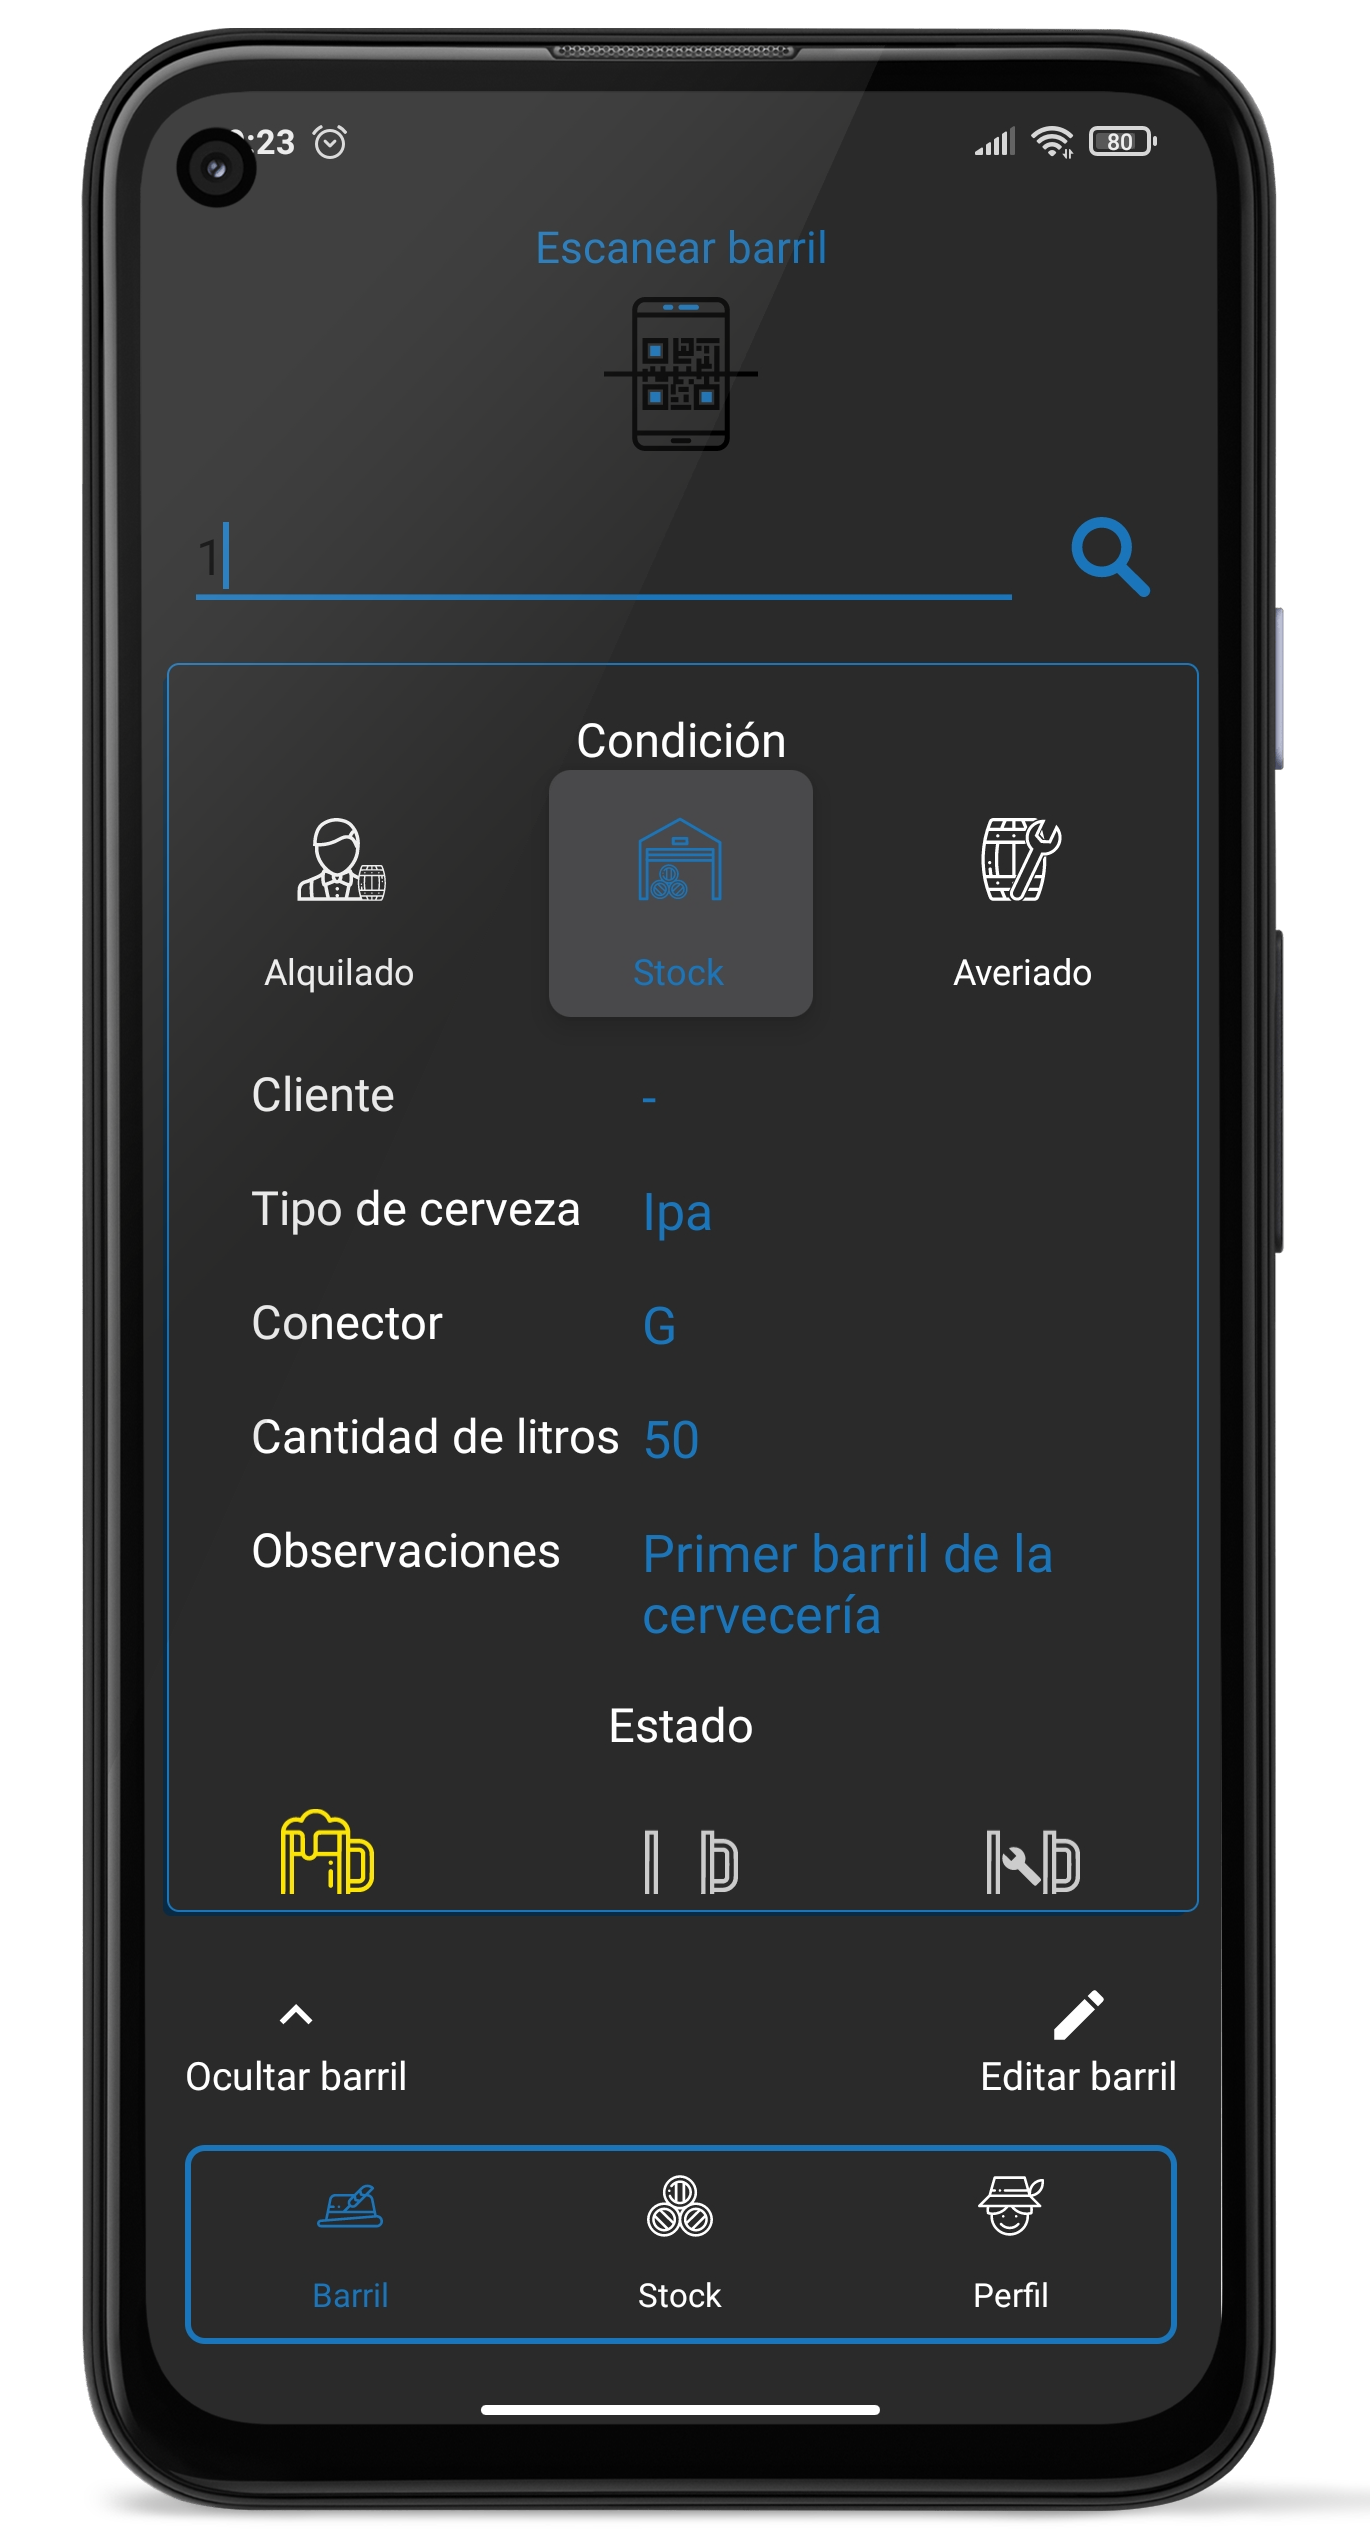 :23
80
Escanear barril
1
Condición
Alquilado Stock Averiado
Cliente -
Tipo de cerveza Ipa
Conector G
Cantidad de litros 50
Observaciones Primer barril de la
cervecería
Estado
Ocultar barril Editar barril
Barril Stock Perfil